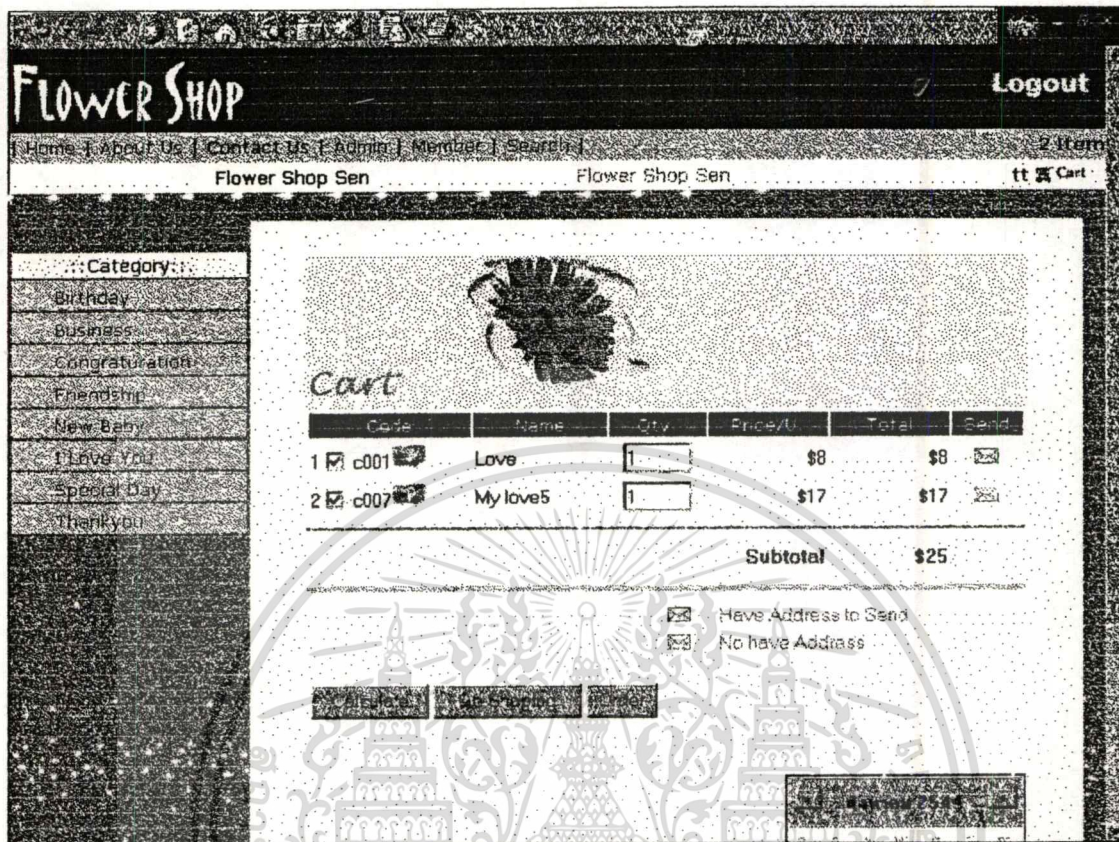 FLOWER SHOP
Logout
| Home | About Us | Contact Us | Admin | Member | Search |
2 Item
Flower Shop Sen Flower Shop Sen tt Cart
:::Category:::
Birthday
Business
Congraturation
Friendship
New Baby
I Love You
Special Day
Thankyou
Cart
Code Name Qty Price/U. Total Send
1 c001 Love 1 $8 $8
2 c007 My love5 1 $17 $17
Subtotal $25
Have Address to Send
No have Address
Calculate Order